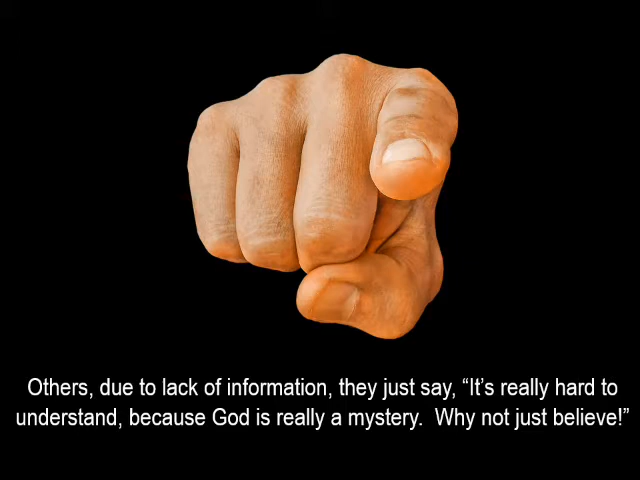 Others, due to lack of information, they just say, “It’s really hard to
understand, because God is really a mystery.  Why not just believe!”